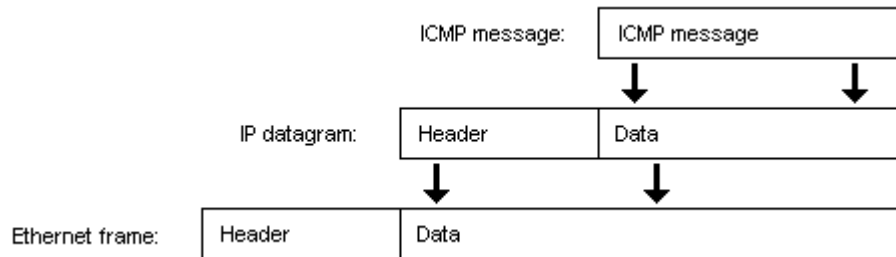 ICMP message: ICMP message
IP datagram: Header Data
Ethernet frame: Header Data